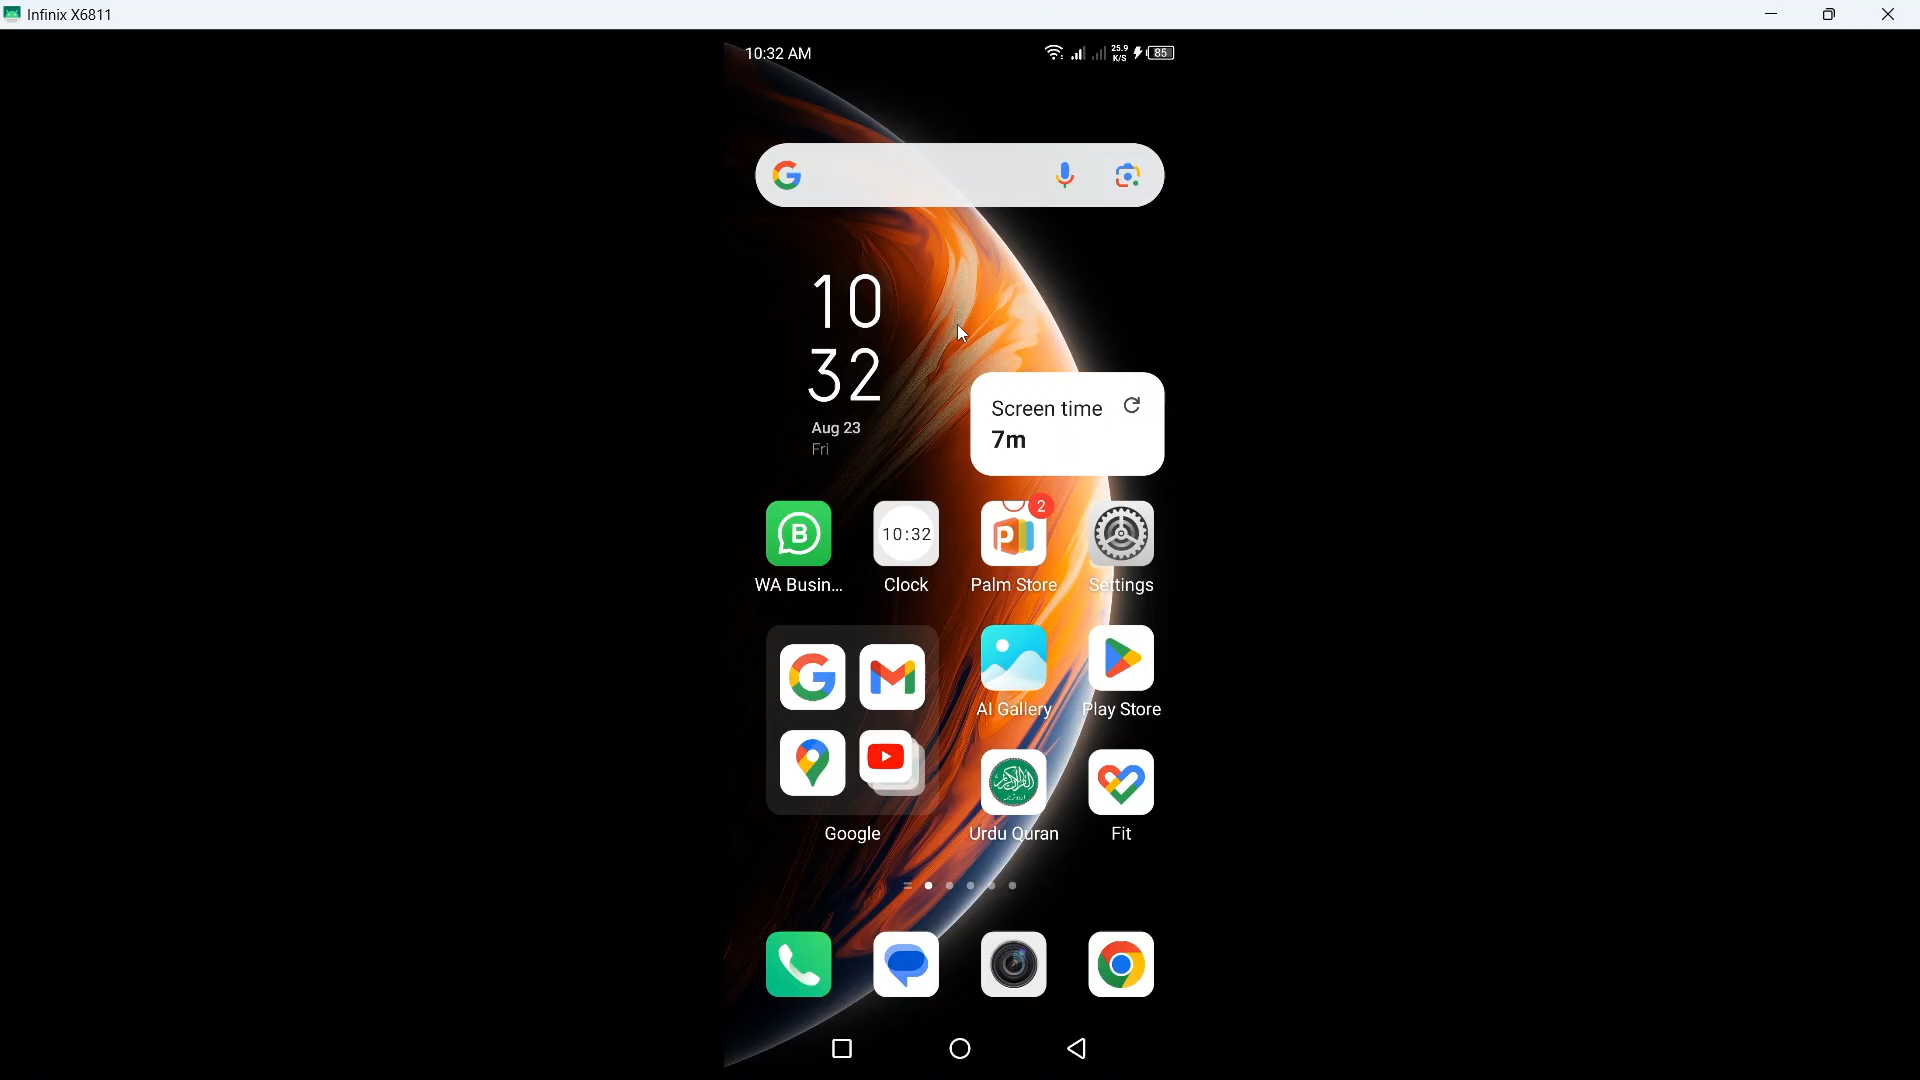 Infinix X6811
10:32 AM
25.9
K/S
85
10
32
Aug 23
Fri
Screen time
7m
2
10:32
WA Busin...
Clock
Palm Store
Settings
AI Gallery
Play Store
Google
Urdu Quran
Fit